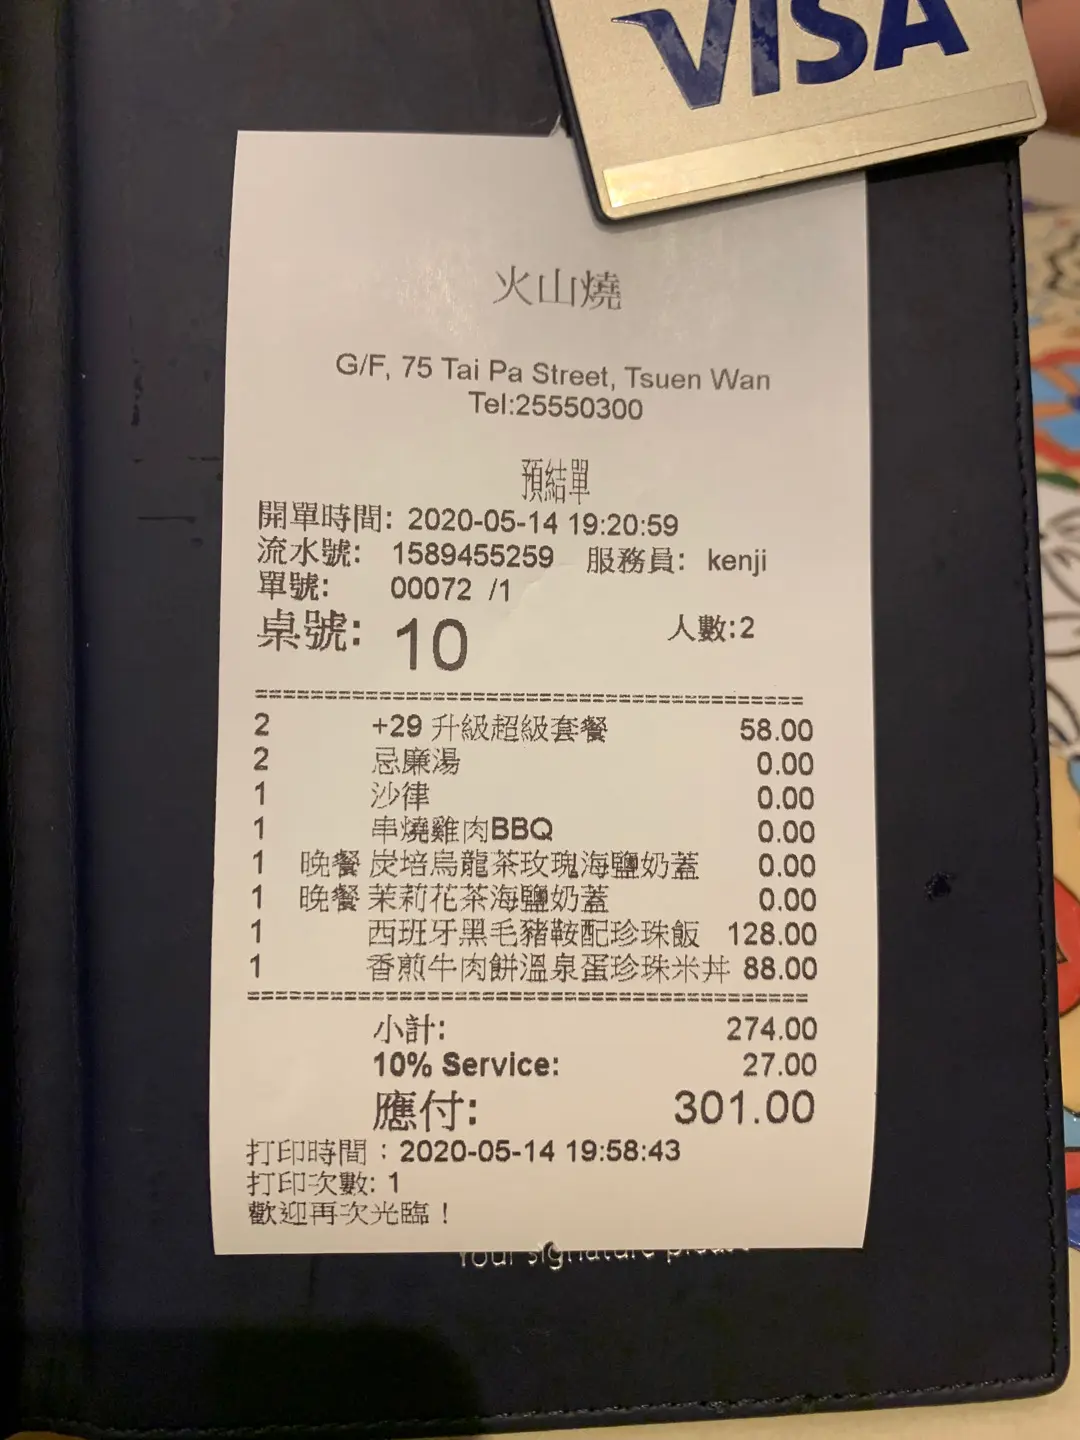 VISA
火山燒
G/F, 75 Tai Pa Street, Tsuen Wan
Tel:25550300
預結單
開單時間: 2020-05-14 19:20:59
流水號: 1589455259 服務員: kenji
單號: 00072 /1
桌號: 10 人數:2
2 +29 升級超級套餐 58.00
2 忌廉湯 0.00
1 沙律 0.00
1 串燒雞肉BBQ 0.00
1 晚餐 炭培烏龍茶玫瑰海鹽奶蓋 0.00
1 晚餐 茉莉花茶海鹽奶蓋 0.00
1 西班牙黑毛豬鞍配珍珠飯 128.00
1 香煎牛肉餅溫泉蛋珍珠米丼 88.00
小計: 274.00
10% Service: 27.00
應付: 301.00
打印時間：2020-05-14 19:58:43
打印次數: 1
歡迎再次光臨！
Your signature please